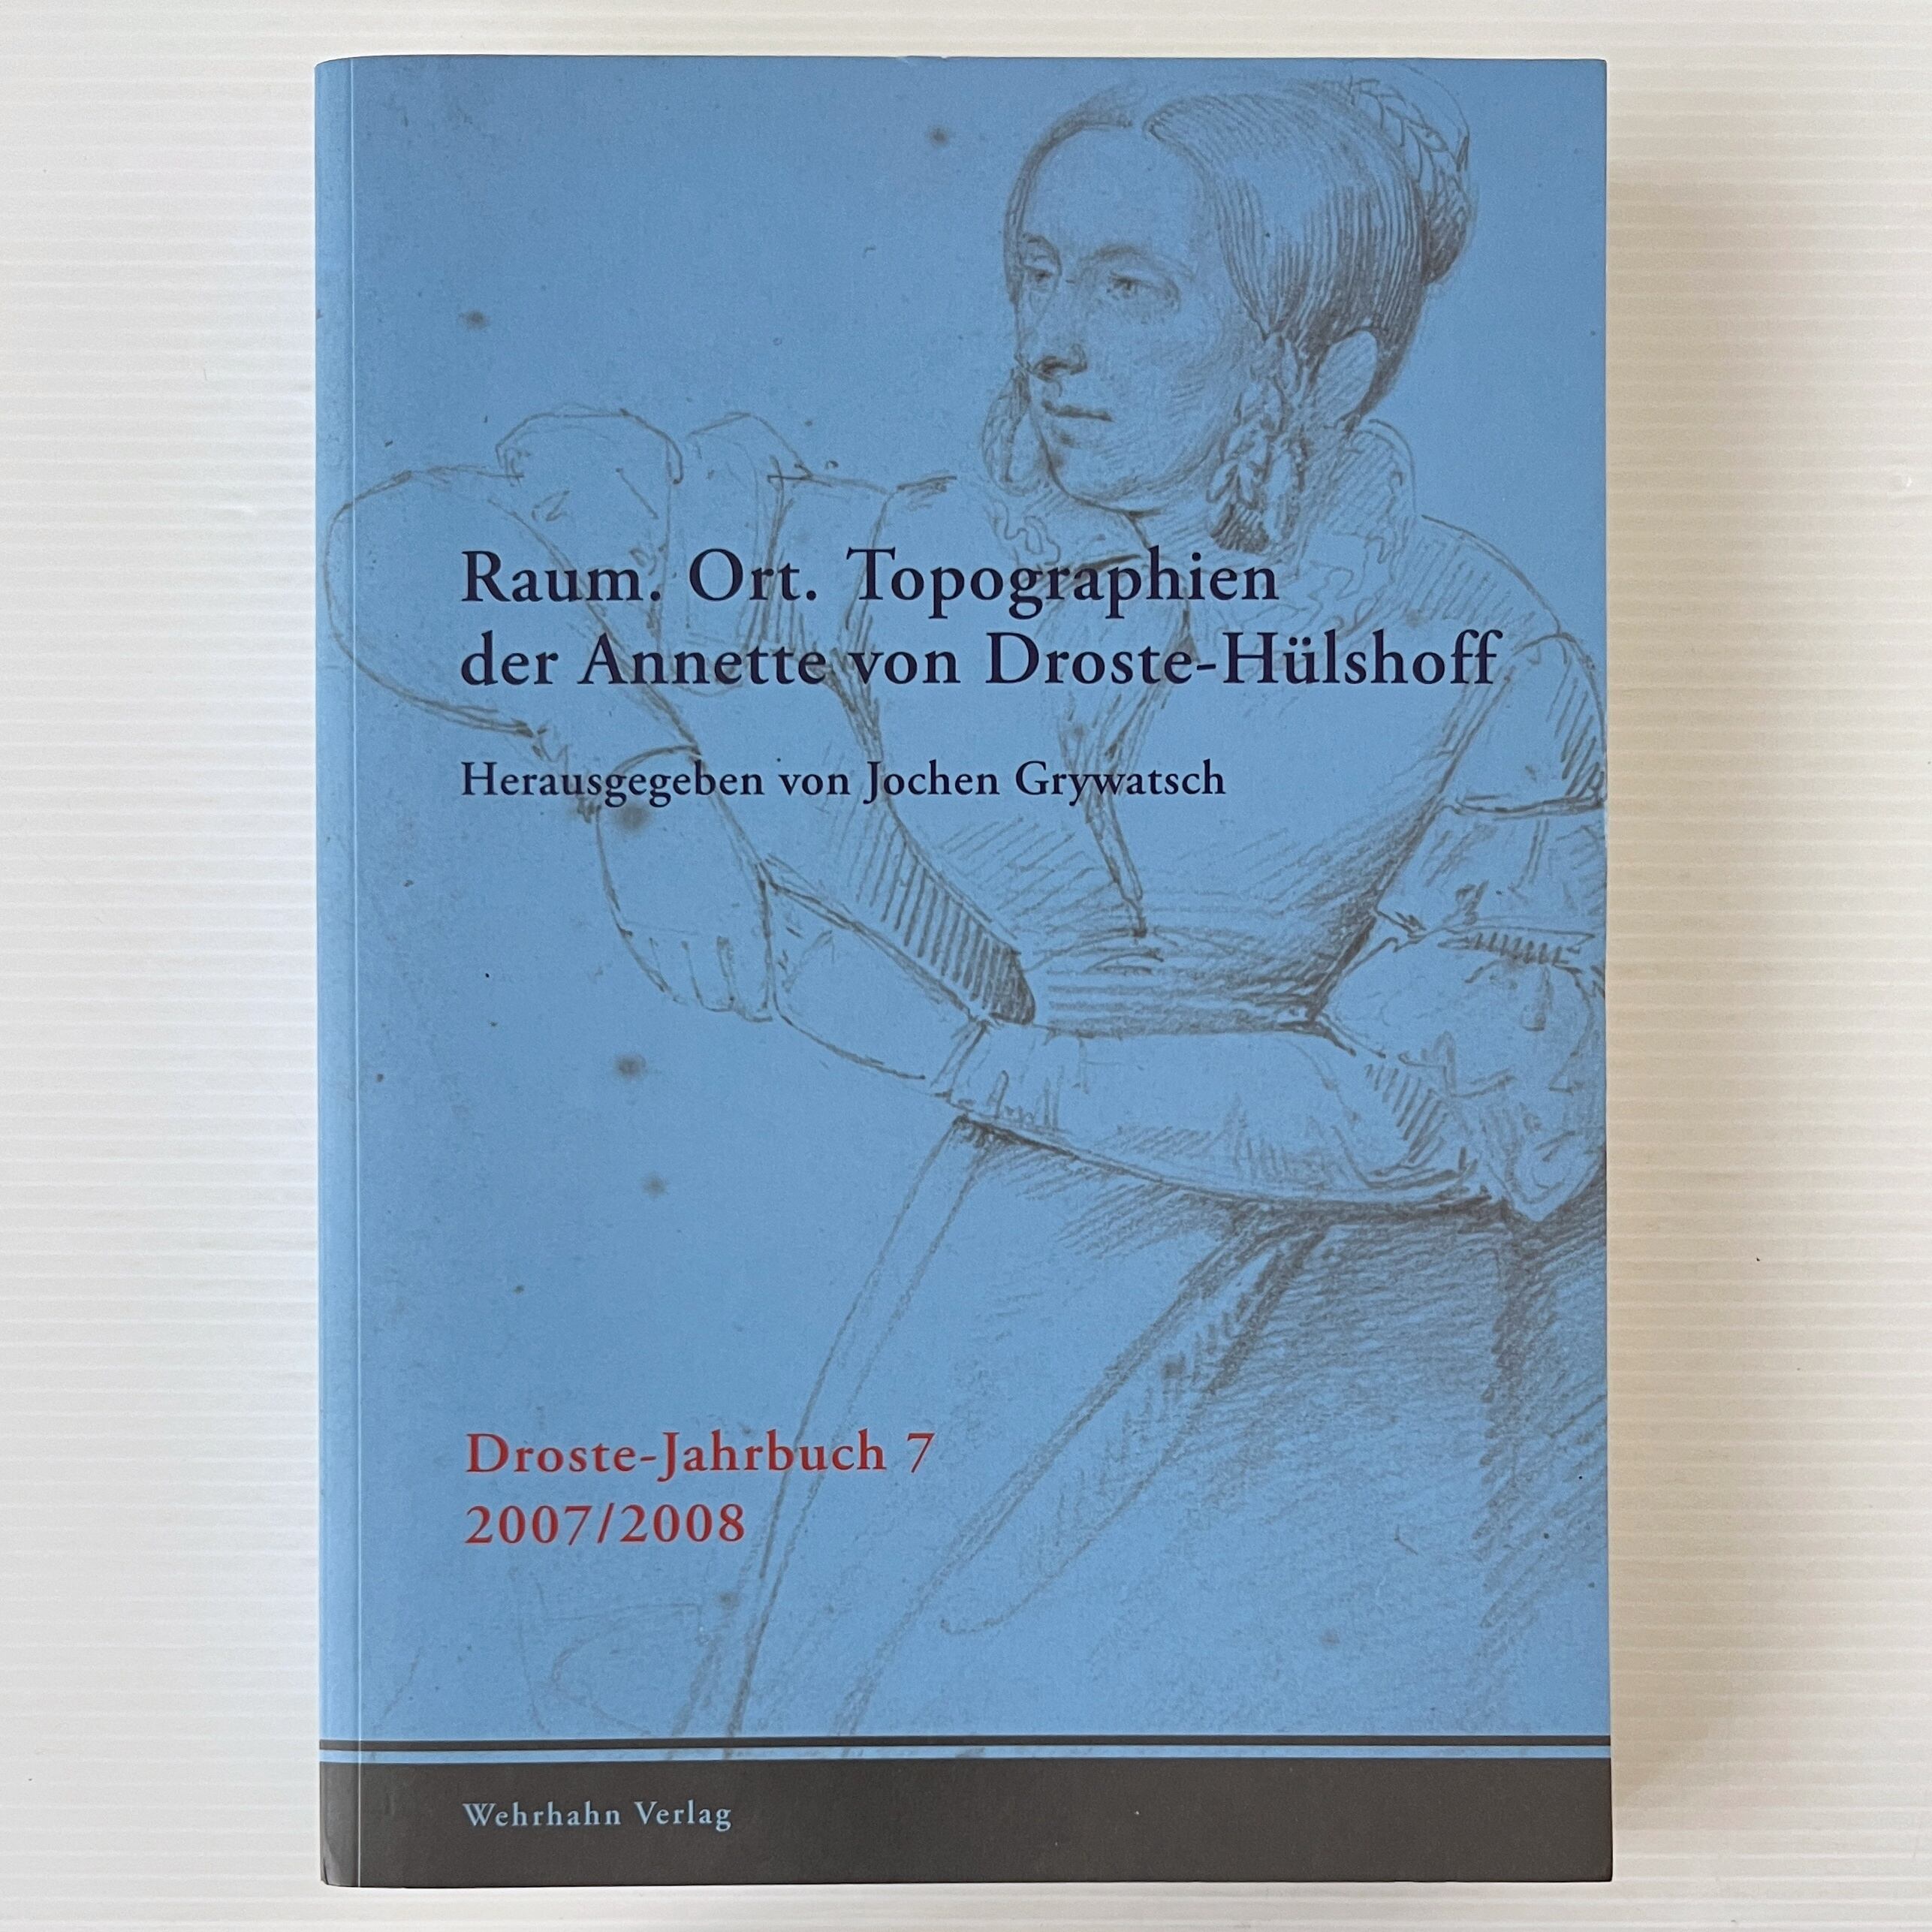 Raum. Ort. Topographien
der Annette von Droste-Hülshoff
Herausgegeben von Jochen Grywatsch
Droste-Jahrbuch 7
2007/2008
Wehrhahn Verlag